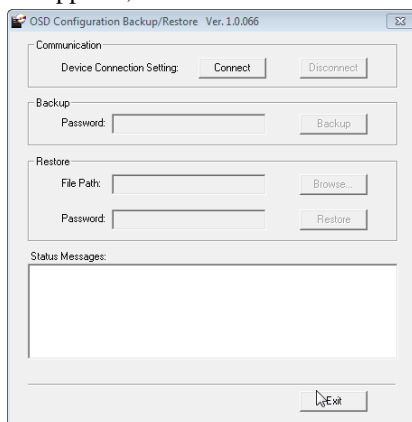 OSD Configuration Backup/Restore Ver. 1.0.066
Communication
Device Connection Setting: Connect Disconnect
Backup
Password: Backup
Restore
File Path: Browse...
Password: Restore
Status Messages:
Exit